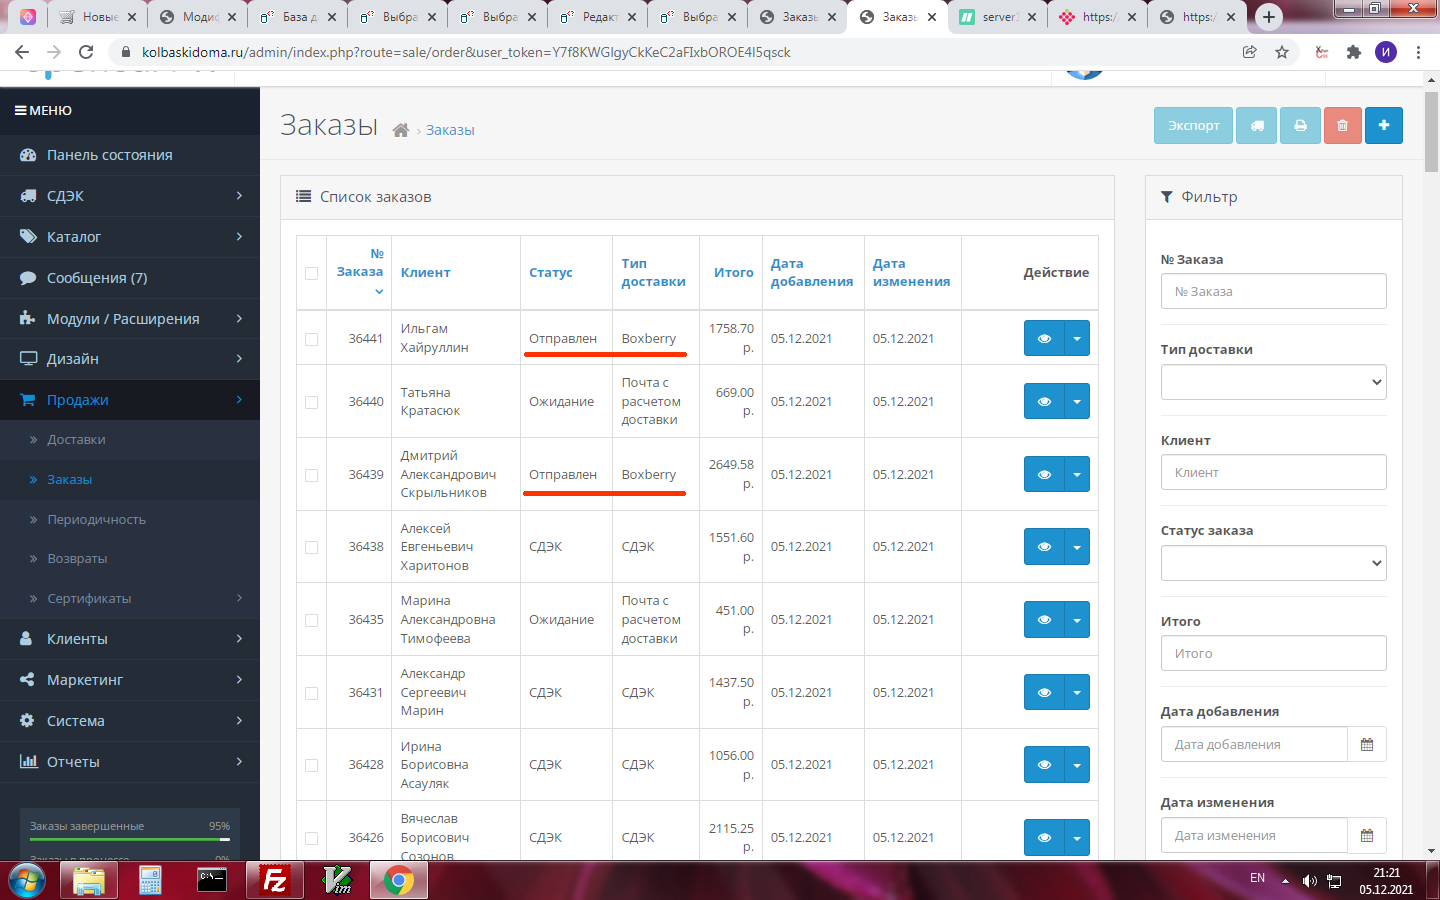 Новые
Модис
База д
Выбра
Выбра
Редакт
Выбра
Заказы
Заказы
server
https:/
https:/
kolbaskidoma.ru/admin/index.php?route=sale/order&user_token=Y7f8KWGlgyCkKeC2aFIxbOROE4I5qsck
И
МЕНЮ
Панель состояния
СДЭК
Каталог
Сообщения (7)
Модули / Расширения
Дизайн
Продажи
» Доставки
» Заказы
» Периодичность
» Возвраты
» Сертификаты
Клиенты
Маркетинг
Система
Отчеты
Заказы завершенные 95%
Заказы › Заказы
Экспорт
Список заказов
№ Заказа Клиент Статус Тип доставки Итого Дата добавления Дата изменения Действие
36441 Ильгам Хайруллин Отправлен Boxberry 1758.70 р. 05.12.2021 05.12.2021
36440 Татьяна Кратасюк Ожидание Почта с расчетом доставки 669.00 р. 05.12.2021 05.12.2021
36439 Дмитрий Александрович Скрыльников Отправлен Boxberry 2649.58 р. 05.12.2021 05.12.2021
36438 Алексей Евгеньевич Харитонов СДЭК СДЭК 1551.60 р. 05.12.2021 05.12.2021
36435 Марина Александровна Тимофеева Ожидание Почта с расчетом доставки 451.00 р. 05.12.2021 05.12.2021
36431 Александр Сергеевич Марин СДЭК СДЭК 1437.50 р. 05.12.2021 05.12.2021
36428 Ирина Борисовна Асауляк СДЭК СДЭК 1056.00 р. 05.12.2021 05.12.2021
36426 Вячеслав Борисович Созонов СДЭК СДЭК 2115.25 р. 05.12.2021 05.12.2021
Фильтр
№ Заказа
№ Заказа
Тип доставки
Клиент
Клиент
Статус заказа
Итого
Итого
Дата добавления
Дата добавления
Дата изменения
Дата изменения
C:\
Fz
Vim
EN
21:21
05.12.2021